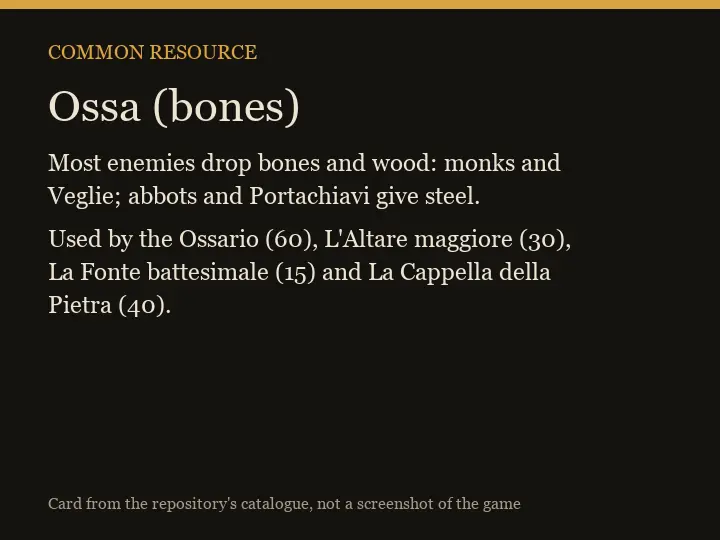 COMMON RESOURCE
Ossa (bones)
Most enemies drop bones and wood: monks and
Veglie; abbots and Portachiavi give steel.
Used by the Ossario (60), L'Altare maggiore (30),
La Fonte battesimale (15) and La Cappella della
Pietra (40).
Card from the repository's catalogue, not a screenshot of the game